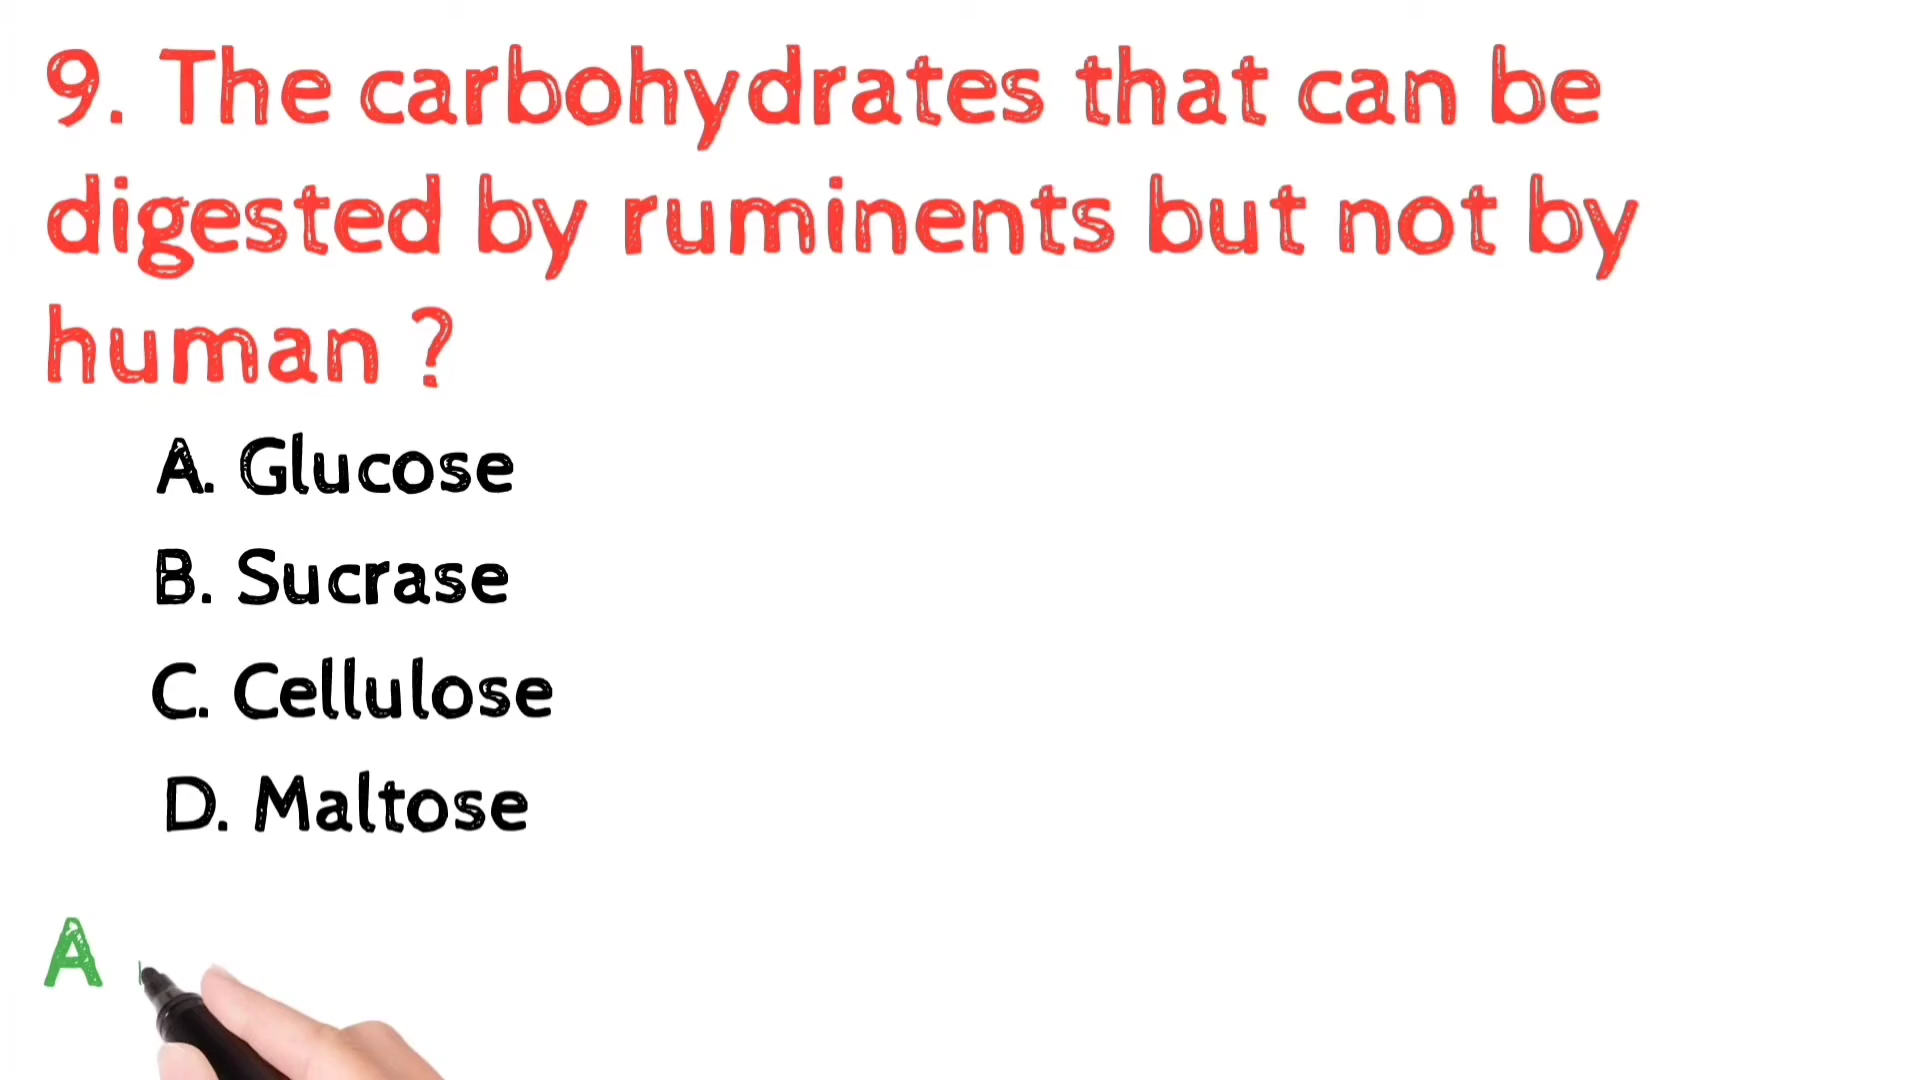 9. The carbohydrates that can be
digested by ruminents but not by
human ?
A. Glucose
B. Sucrase
C. Cellulose
D. Maltose
A